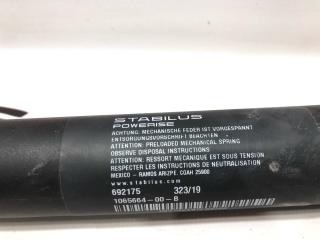 STABILUS
POWERISE
ACHTUNG: MECHANISCHE FEDER IST VORGESPANNT
ENTSORGUNGSVORSCHRIFT BEACHTEN
ATTENTION: PRELOADED MECHANICAL SPRING
OBSERVE DISPOSAL INSTRUCTIONS
ATTENTION: RESSORT MÉCANIQUE EST SOUS TENSION
RESPECTER LES INSTRUCTIONS DE NEUTRALISATION
MEXICO - RAMOS ARIZPE, COAH 25900
www.stabilus.com
692175 323/19
1065664-00-B